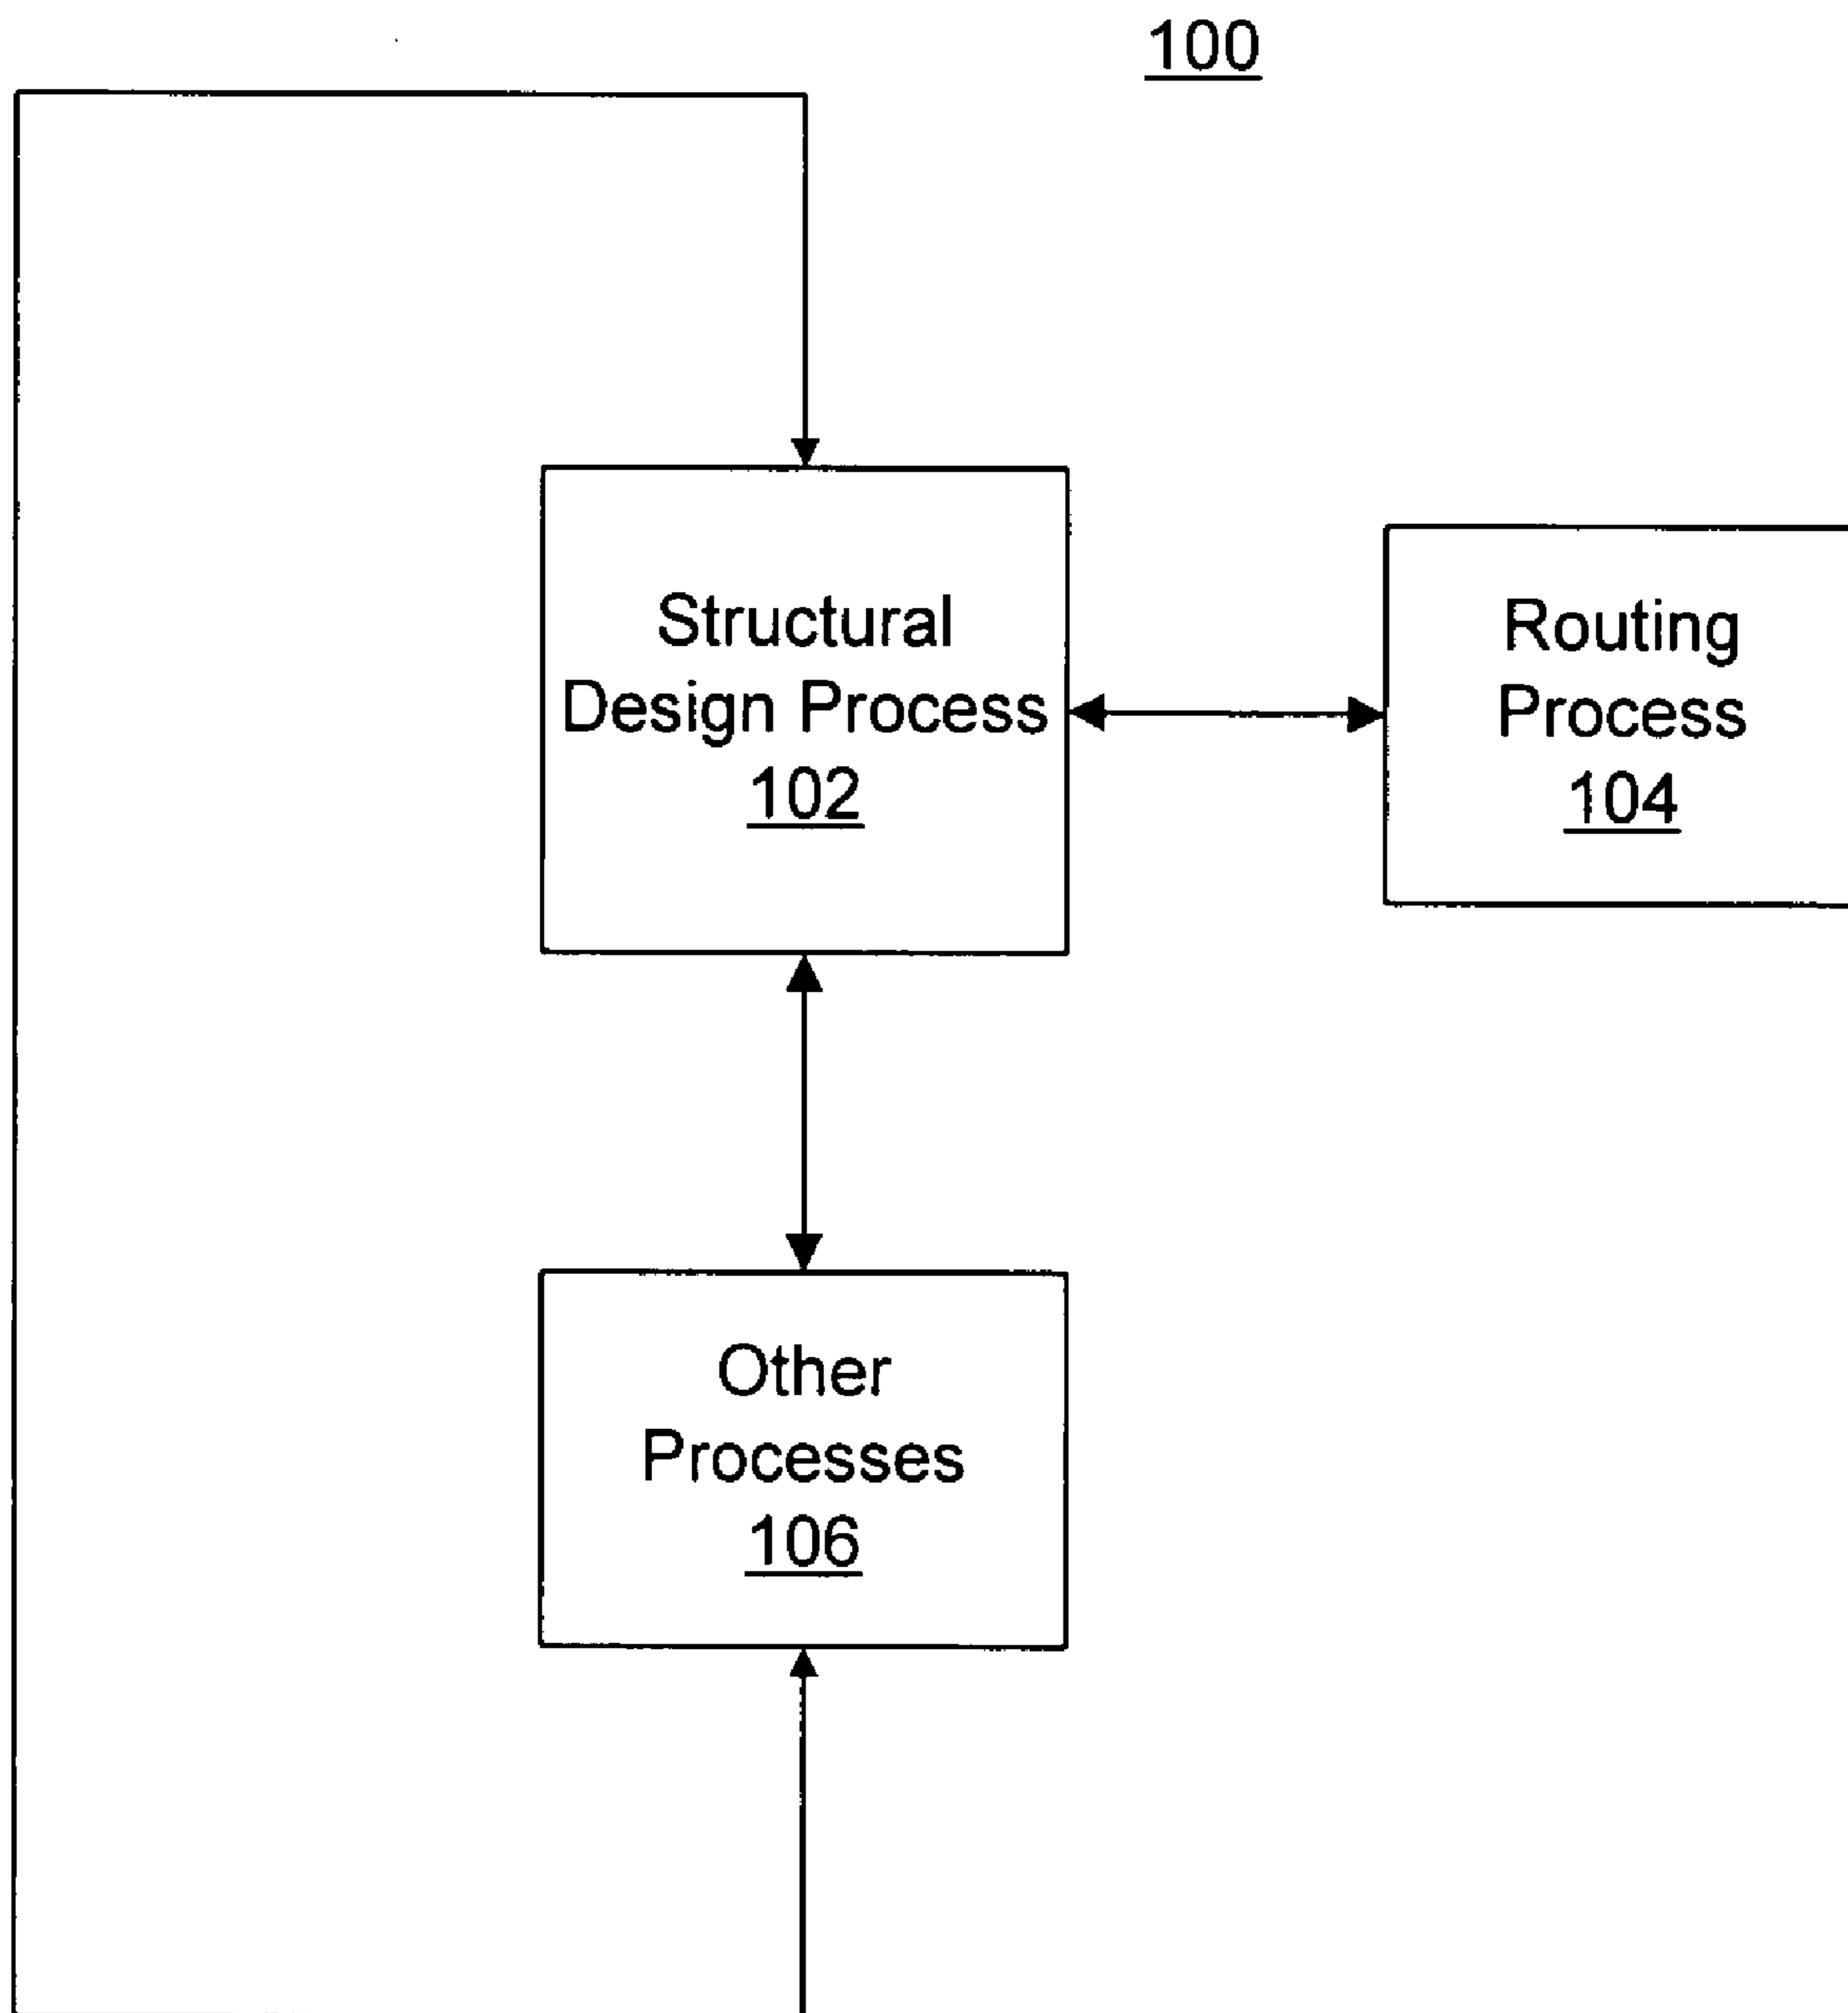 100
Structural
Design Process
102
Routing
Process
104
Other
Processes
106